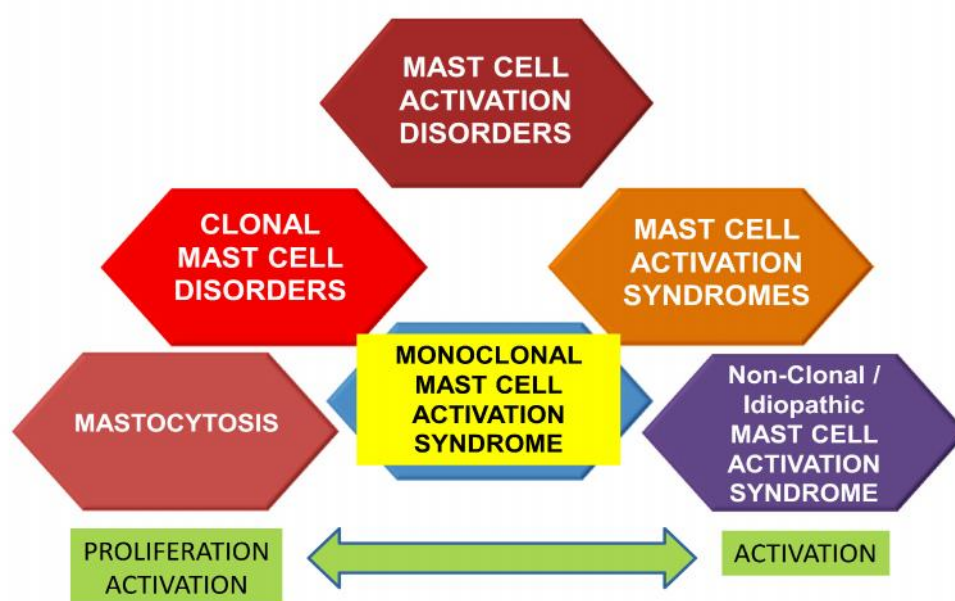 MAST CELL
ACTIVATION
DISORDERS
CLONAL
MAST CELL
DISORDERS
MAST CELL
ACTIVATION
SYNDROMES
MASTOCYTOSIS
MONOCLONAL
MAST CELL
ACTIVATION
SYNDROME
Non-Clonal /
Idiopathic
MAST CELL
ACTIVATION
SYNDROME
PROLIFERATION
ACTIVATION
ACTIVATION